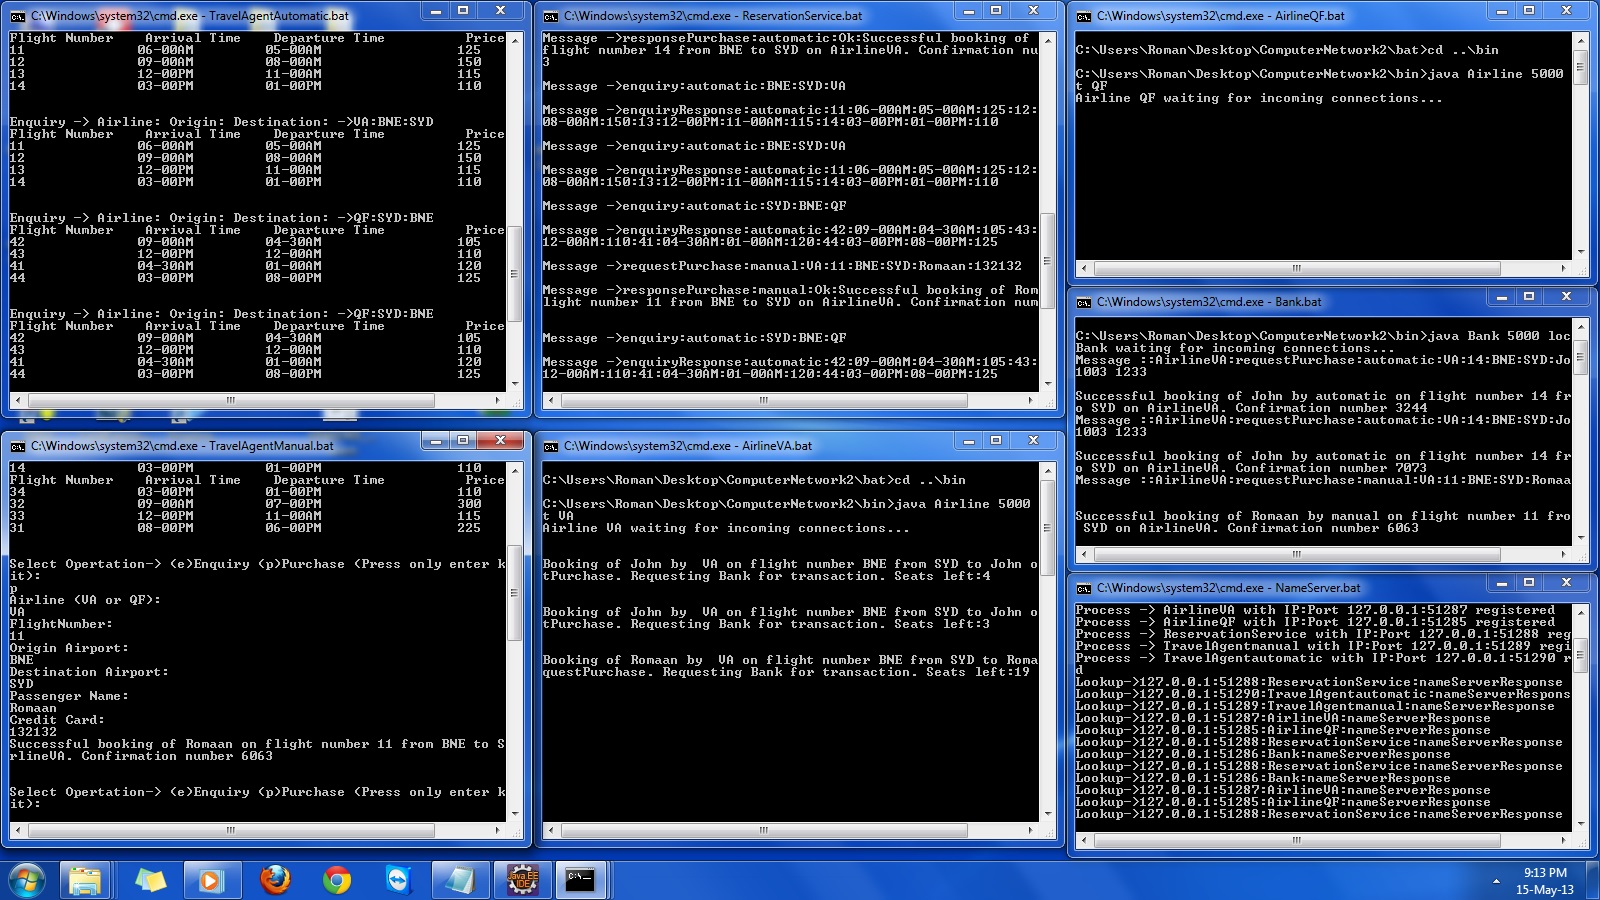 C:\Windows\system32\cmd.exe - TravelAgentAutomatic.bat
Flight Number Arrival Time Departure Time Price
11 06-00AM 05-00AM 125
12 09-00AM 08-00AM 150
13 12-00PM 11-00AM 115
14 03-00PM 01-00PM 110
Enquiry -> Airline: Origin: Destination: ->VA:BNE:SYD
Flight Number Arrival Time Departure Time Price
11 06-00AM 05-00AM 125
12 09-00AM 08-00AM 150
13 12-00PM 11-00AM 115
14 03-00PM 01-00PM 110
Enquiry -> Airline: Origin: Destination: ->QF:SYD:BNE
Flight Number Arrival Time Departure Time Price
42 09-00AM 04-30AM 105
43 12-00PM 12-00AM 110
41 04-30AM 01-00AM 120
44 03-00PM 08-00PM 125
Enquiry -> Airline: Origin: Destination: ->QF:SYD:BNE
Flight Number Arrival Time Departure Time Price
42 09-00AM 04-30AM 105
43 12-00PM 12-00AM 110
41 04-30AM 01-00AM 120
44 03-00PM 08-00PM 125
C:\Windows\system32\cmd.exe - ReservationService.bat
Message ->responsePurchase:automatic:Ok:Successful booking of
flight number 14 from BNE to SYD on AirlineVA. Confirmation nu
3
Message ->enquiry:automatic:BNE:SYD:VA
Message ->enquiryResponse:automatic:11:06-00AM:05-00AM:125:12:
08-00AM:150:13:12-00PM:11-00AM:115:14:03-00PM:01-00PM:110
Message ->enquiry:automatic:BNE:SYD:VA
Message ->enquiryResponse:automatic:11:06-00AM:05-00AM:125:12:
08-00AM:150:13:12-00PM:11-00AM:115:14:03-00PM:01-00PM:110
Message ->enquiry:automatic:SYD:BNE:QF
Message ->enquiryResponse:automatic:42:09-00AM:04-30AM:105:43:
12-00AM:110:41:04-30AM:01-00AM:120:44:03-00PM:08-00PM:125
Message ->requestPurchase:manual:VA:11:BNE:SYD:Romaan:132132
Message ->responsePurchase:manual:Ok:Successful booking of Rom
light number 11 from BNE to SYD on AirlineVA. Confirmation num
Message ->enquiry:automatic:SYD:BNE:QF
Message ->enquiryResponse:automatic:42:09-00AM:04-30AM:105:43:
12-00AM:110:41:04-30AM:01-00AM:120:44:03-00PM:08-00PM:125
C:\Windows\system32\cmd.exe - AirlineQF.bat
C:\Users\Roman\Desktop\ComputerNetwork2\bat>cd ..\bin
C:\Users\Roman\Desktop\ComputerNetwork2\bin>java Airline 5000
t QF
Airline QF waiting for incoming connections...
C:\Windows\system32\cmd.exe - Bank.bat
C:\Users\Roman\Desktop\ComputerNetwork2\bin>java Bank 5000 loc
Bank waiting for incoming connections...
Message ::AirlineVA:requestPurchase:automatic:VA:14:BNE:SYD:Jo
1003 1233
Successful booking of John by automatic on flight number 14 fr
o SYD on AirlineVA. Confirmation number 3244
Message ::AirlineVA:requestPurchase:automatic:VA:14:BNE:SYD:Jo
1003 1233
Successful booking of John by automatic on flight number 14 fr
o SYD on AirlineVA. Confirmation number 7073
Message ::AirlineVA:requestPurchase:manual:VA:11:BNE:SYD:Romaa
Successful booking of Romaan by manual on flight number 11 fro
SYD on AirlineVA. Confirmation number 6063
C:\Windows\system32\cmd.exe - TravelAgentManual.bat
14 03-00PM 01-00PM 110
Flight Number Arrival Time Departure Time Price
34 03-00PM 01-00PM 110
32 09-00PM 07-00PM 300
33 12-00PM 11-00AM 115
31 08-00PM 06-00PM 225
Select Opertation-> (e)Enquiry (p)Purchase (Press only enter k
it):
p
Airline (VA or QF):
VA
FlightNumber:
11
Origin Airport:
BNE
Destination Airport:
SYD
Passenger Name:
Romaan
Credit Card:
132132
Successful booking of Romaan on flight number 11 from BNE to S
rlineVA. Confirmation number 6063
Select Opertation-> (e)Enquiry (p)Purchase (Press only enter k
it):
C:\Windows\system32\cmd.exe - AirlineVA.bat
C:\Users\Roman\Desktop\ComputerNetwork2\bat>cd ..\bin
C:\Users\Roman\Desktop\ComputerNetwork2\bin>java Airline 5000
t VA
Airline VA waiting for incoming connections...
Booking of John by  VA on flight number BNE from SYD to John o
tPurchase. Requesting Bank for transaction. Seats left:4
Booking of John by  VA on flight number BNE from SYD to John o
tPurchase. Requesting Bank for transaction. Seats left:3
Booking of Romaan by  VA on flight number BNE from SYD to Roma
questPurchase. Requesting Bank for transaction. Seats left:19
C:\Windows\system32\cmd.exe - NameServer.bat
Process -> AirlineVA with IP:Port 127.0.0.1:51287 registered
Process -> AirlineQF with IP:Port 127.0.0.1:51285 registered
Process -> ReservationService with IP:Port 127.0.0.1:51288 reg
Process -> TravelAgentmanual with IP:Port 127.0.0.1:51289 regi
Process -> TravelAgentautomatic with IP:Port 127.0.0.1:51290 r
d
Lookup->127.0.0.1:51288:ReservationService:nameServerResponse
Lookup->127.0.0.1:51290:TravelAgentautomatic:nameServerRespons
Lookup->127.0.0.1:51289:TravelAgentmanual:nameServerResponse
Lookup->127.0.0.1:51287:AirlineVA:nameServerResponse
Lookup->127.0.0.1:51285:AirlineQF:nameServerResponse
Lookup->127.0.0.1:51288:ReservationService:nameServerResponse
Lookup->127.0.0.1:51286:Bank:nameServerResponse
Lookup->127.0.0.1:51288:ReservationService:nameServerResponse
Lookup->127.0.0.1:51286:Bank:nameServerResponse
Lookup->127.0.0.1:51287:AirlineVA:nameServerResponse
Lookup->127.0.0.1:51285:AirlineQF:nameServerResponse
Lookup->127.0.0.1:51288:ReservationService:nameServerResponse
Java EE
IDE
C:\
9:13 PM
15-May-13